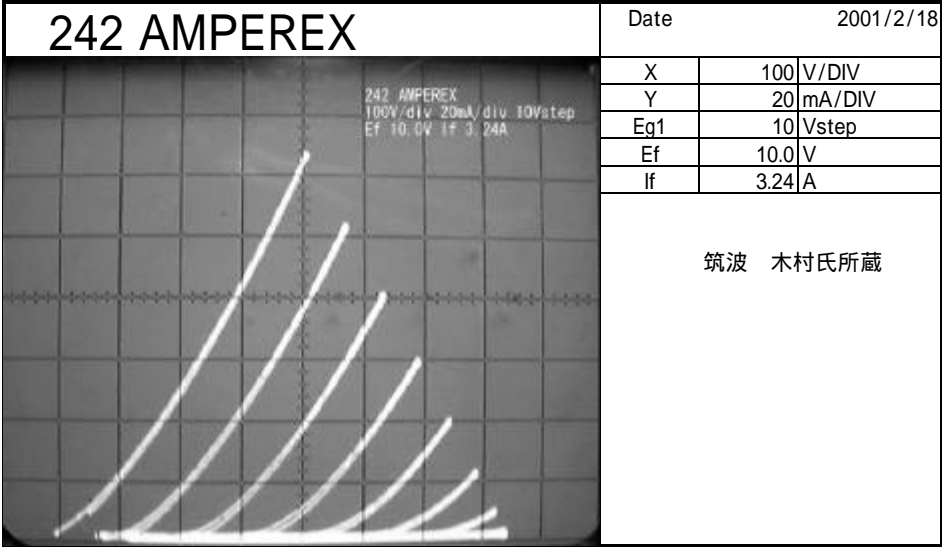 242 AMPEREX
Date 2001/2/18
242 AMPEREX
100V/div 20mA/div 10Vstep
Ef 10.0V If 3.24A
X 100 V/DIV
Y 20 mA/DIV
Eg1 10 Vstep
Ef 10.0 V
If 3.24 A
筑波 木村氏所蔵